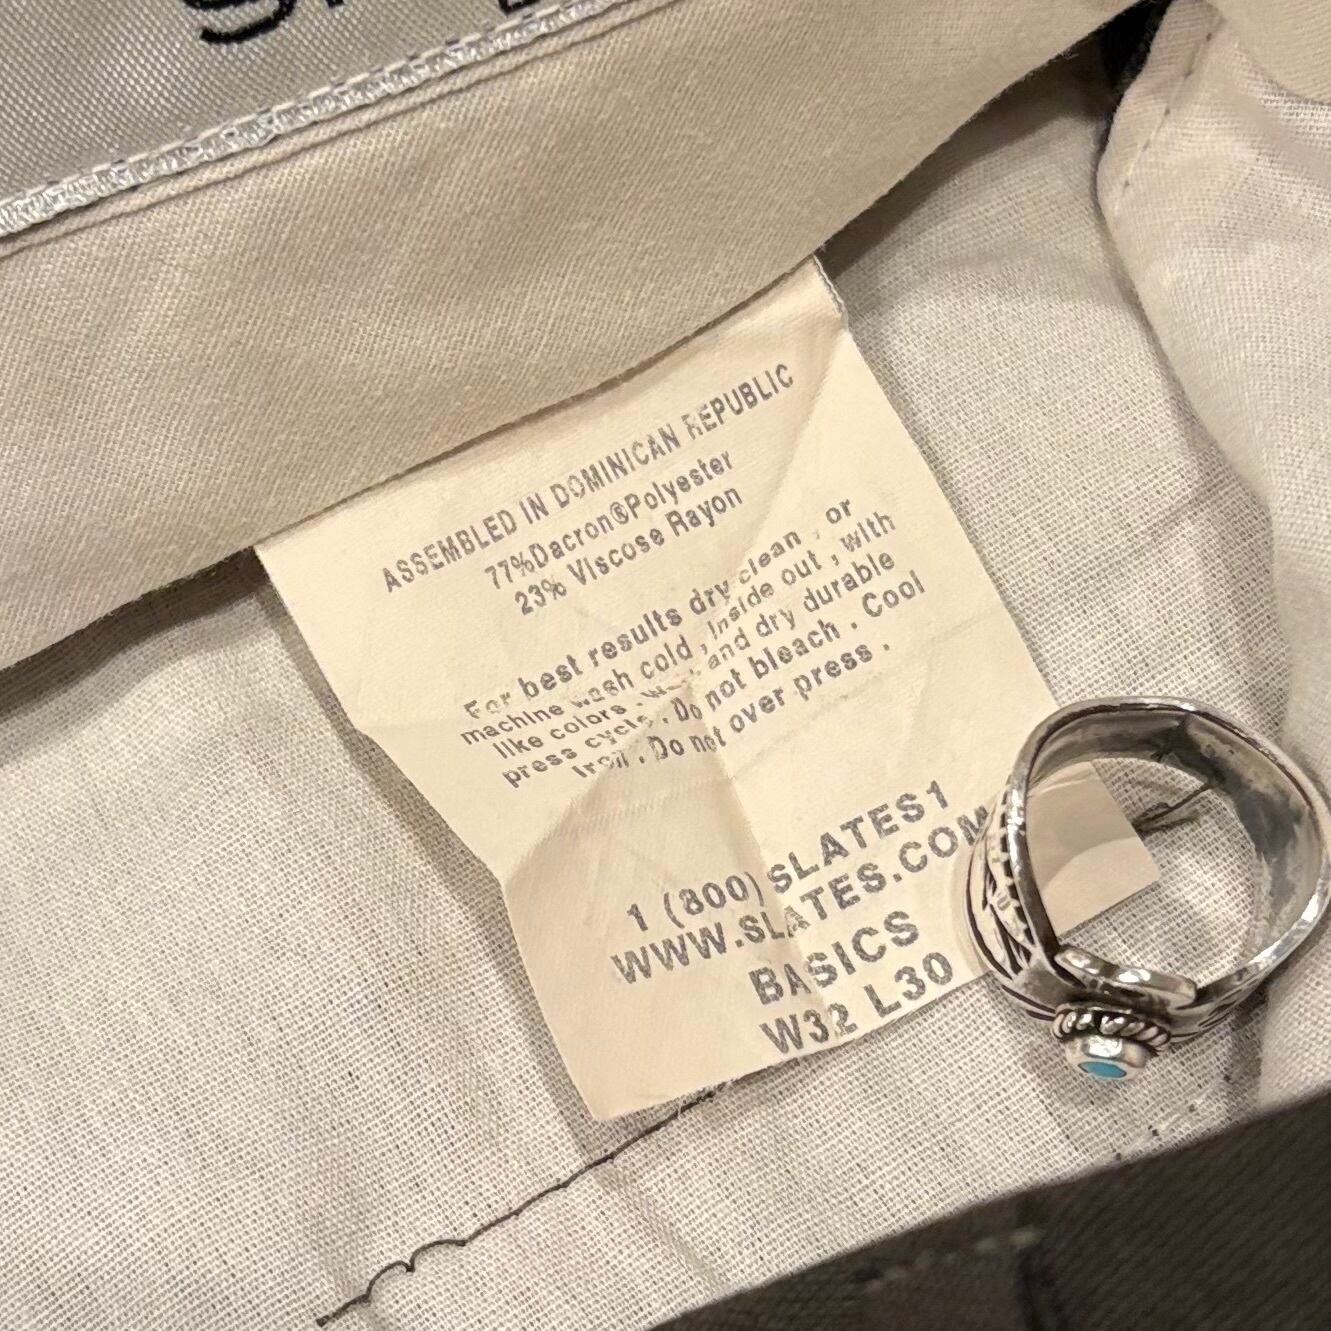 ASSEMBLED IN DOMINICAN REPUBLIC
77%Dacron®Polyester
23% Viscose Rayon
For best results dry clean , or
machine wash cold , Inside out , with
like colors . and dry durable
press cycle . Do not bleach . Cool
Iron . Do not over press .
1 (800) SLATES1
WWW.SLATES.COM
BASICS
W32 L30